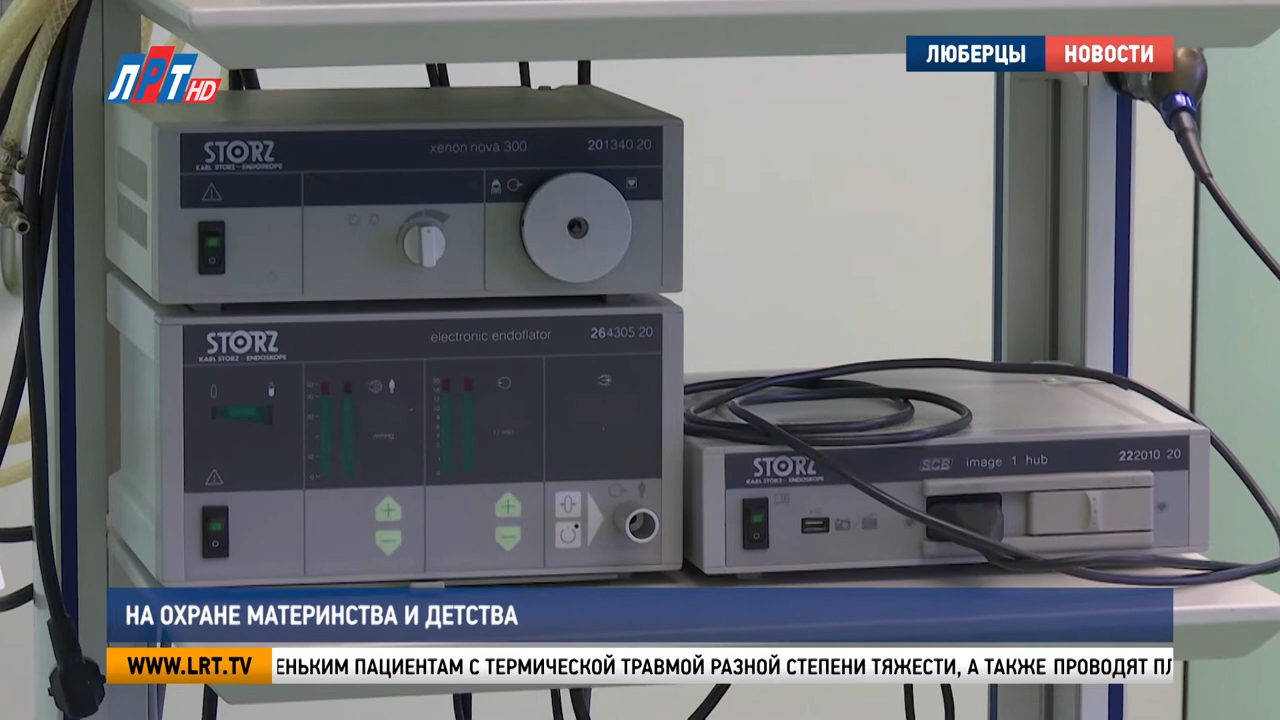 ЛРТ HD
ЛЮБЕРЦЫ НОВОСТИ
STORZ
KARL STORZ - ENDOSKOPE
xenon nova 300
201340 20
STORZ
KARL STORZ - ENDOSKOPE
electronic endoflator
264305 20
mmHg
STORZ
KARL STORZ - ENDOSKOPE
SCB image 1 hub
222010 20
НА ОХРАНЕ МАТЕРИНСТВА И ДЕТСТВА
WWW.LRT.TV
ЕНЬКИМ ПАЦИЕНТАМ С ТЕРМИЧЕСКОЙ ТРАВМОЙ РАЗНОЙ СТЕПЕНИ ТЯЖЕСТИ, А ТАКЖЕ ПРОВОДЯТ ПЛ